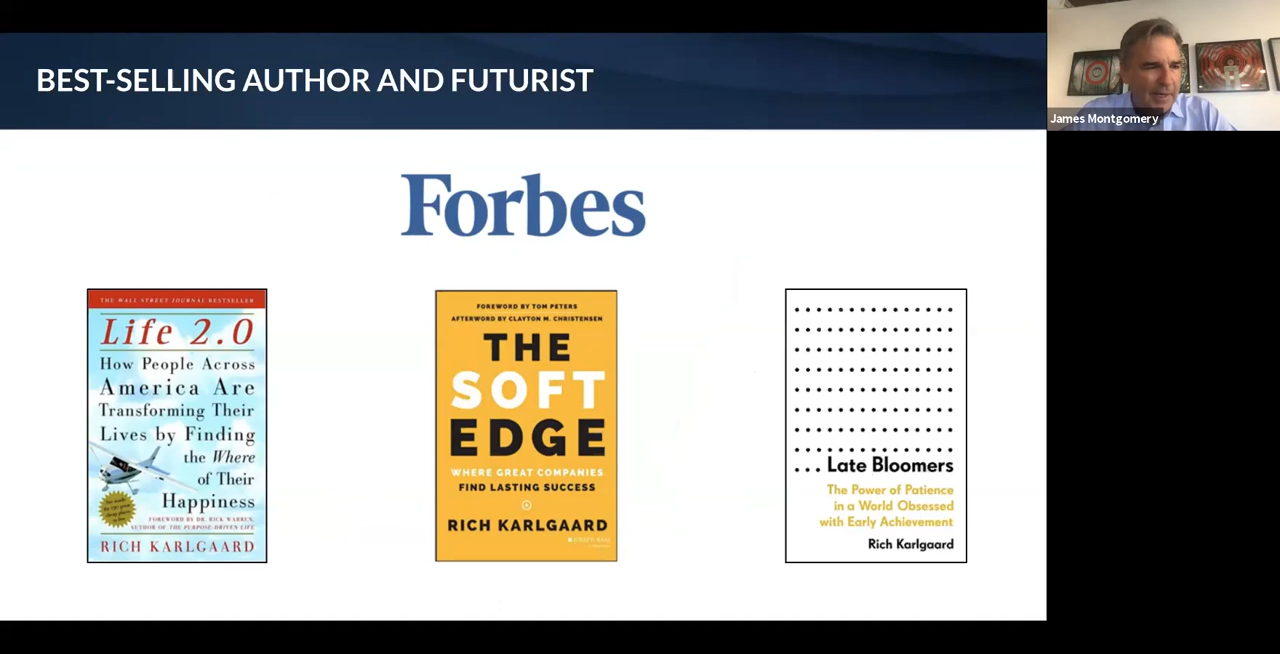 BEST-SELLING AUTHOR AND FUTURIST
James Montgomery
Forbes
THE WALL STREET JOURNAL BESTSELLER
Life 2.0
How People Across
America Are
Transforming Their
Lives by Finding
the Where
of Their
Happiness
FOREWORD BY DR. RICK WARREN,
AUTHOR OF THE PURPOSE-DRIVEN LIFE
RICH KARLGAARD
FOREWORD BY TOM PETERS
AFTERWORD BY CLAYTON M. CHRISTENSEN
THE
SOFT
EDGE
WHERE GREAT COMPANIES
FIND LASTING SUCCESS
RICH KARLGAARD
... Late Bloomers
The Power of Patience
in a World Obsessed
with Early Achievement
Rich Karlgaard